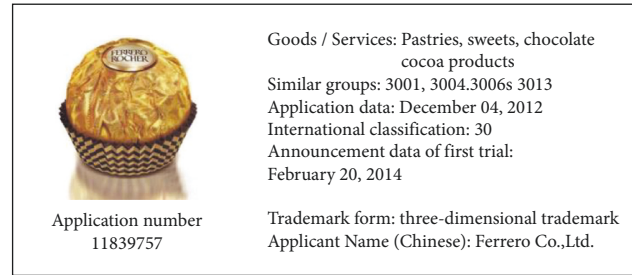 FERRERO
ROCHER
Application number
11839757
Goods / Services: Pastries, sweets, chocolate
cocoa products
Similar groups: 3001, 3004.3006s 3013
Application data: December 04, 2012
International classification: 30
Announcement data of first trial:
February 20, 2014
Trademark form: three-dimensional trademark
Applicant Name (Chinese): Ferrero Co.,Ltd.